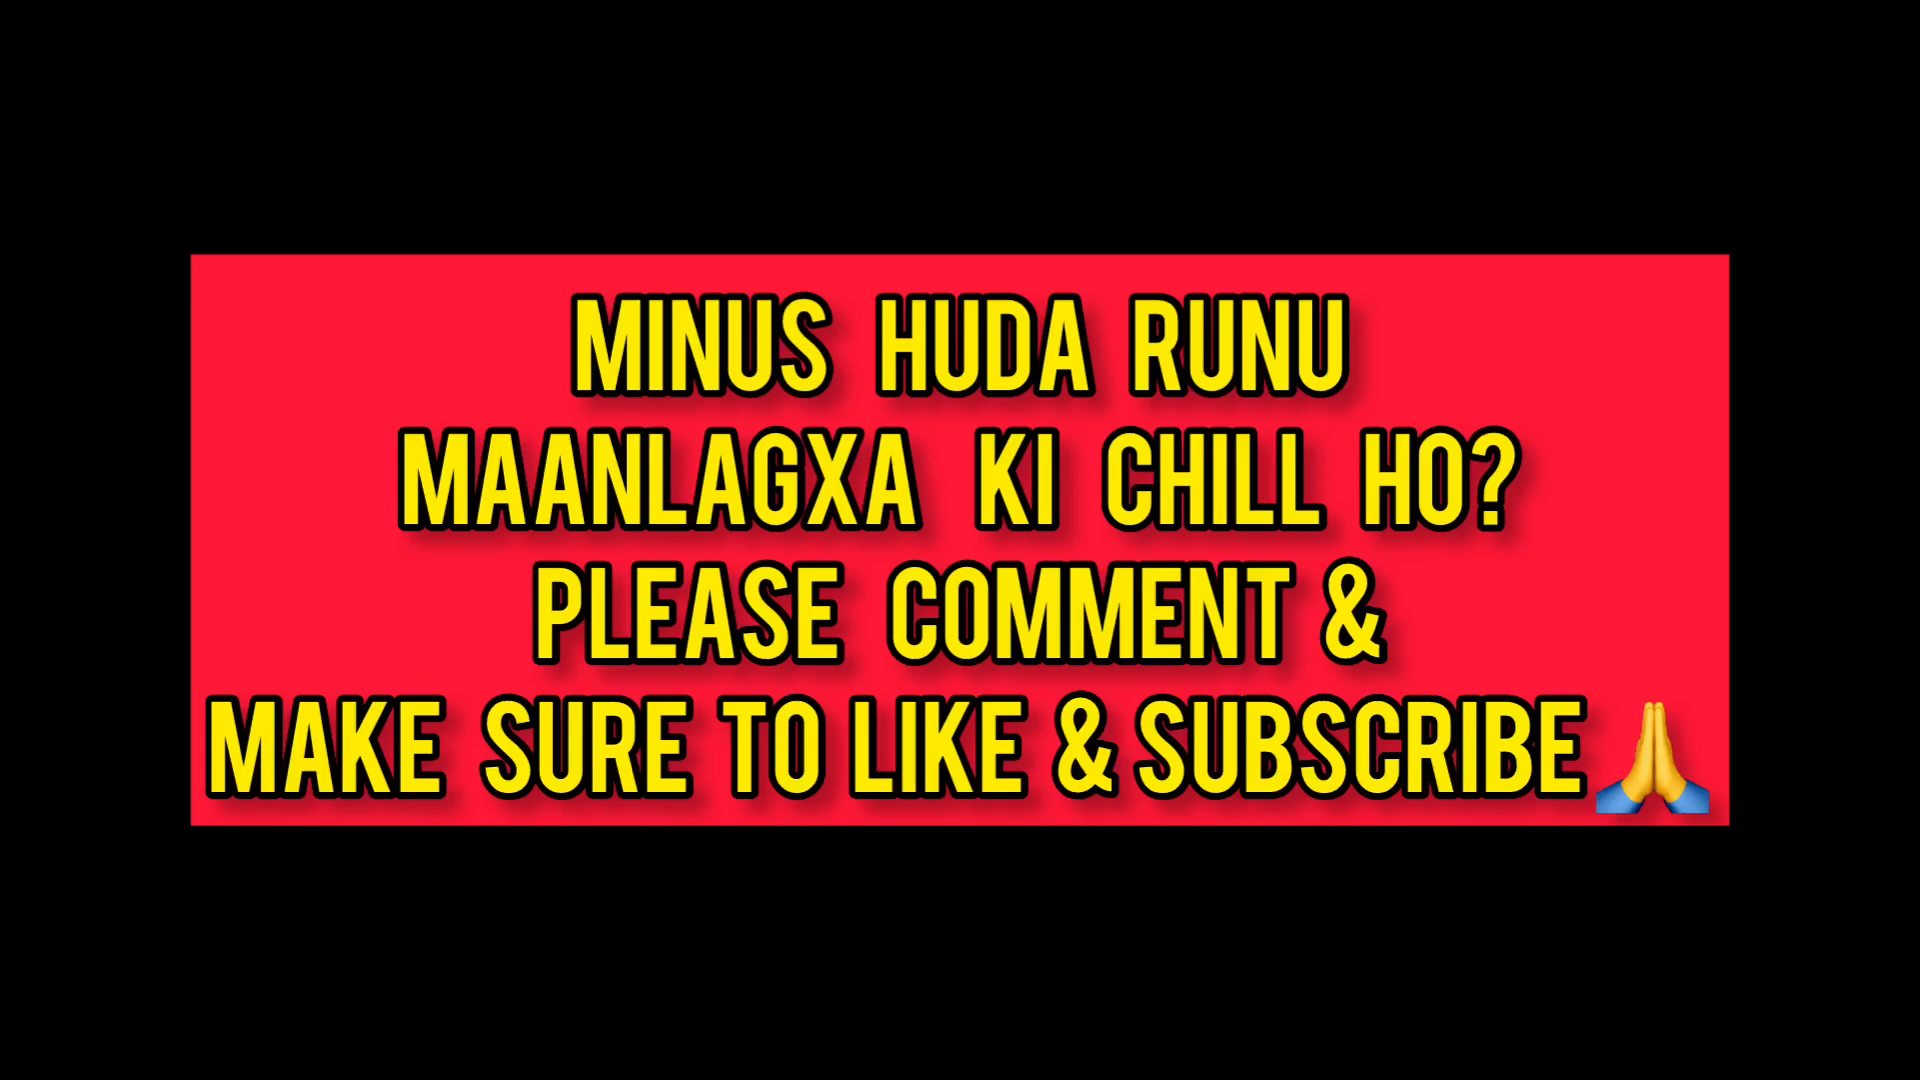 MINUS HUDA RUNU
MAANLAGXA KI CHILL HO?
PLEASE COMMENT &
MAKE SURE TO LIKE & SUBSCRIBE🙏